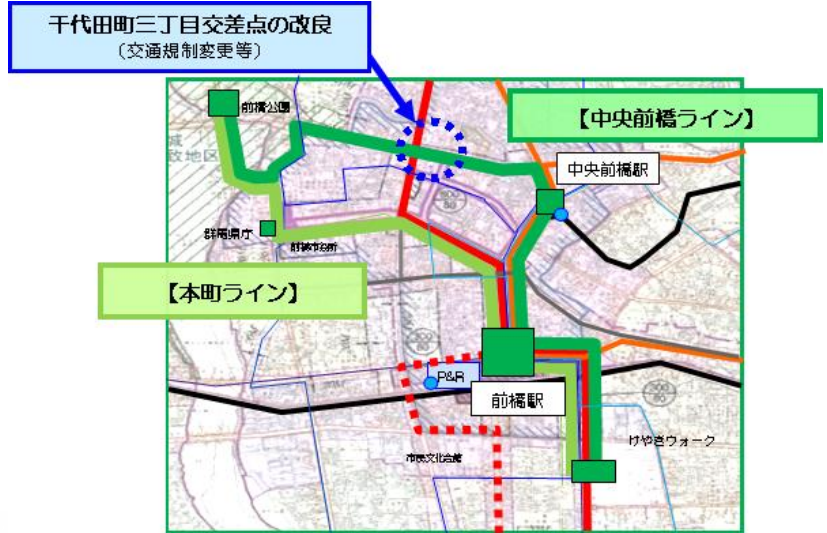 千代田町三丁目交差点の改良
(交通規制変更等)
前橋公園
【中央前橋ライン】
中央前橋駅
群馬県庁
前橋市役所
【本町ライン】
P&R
前橋駅
けやきウォーク
市民文化会館